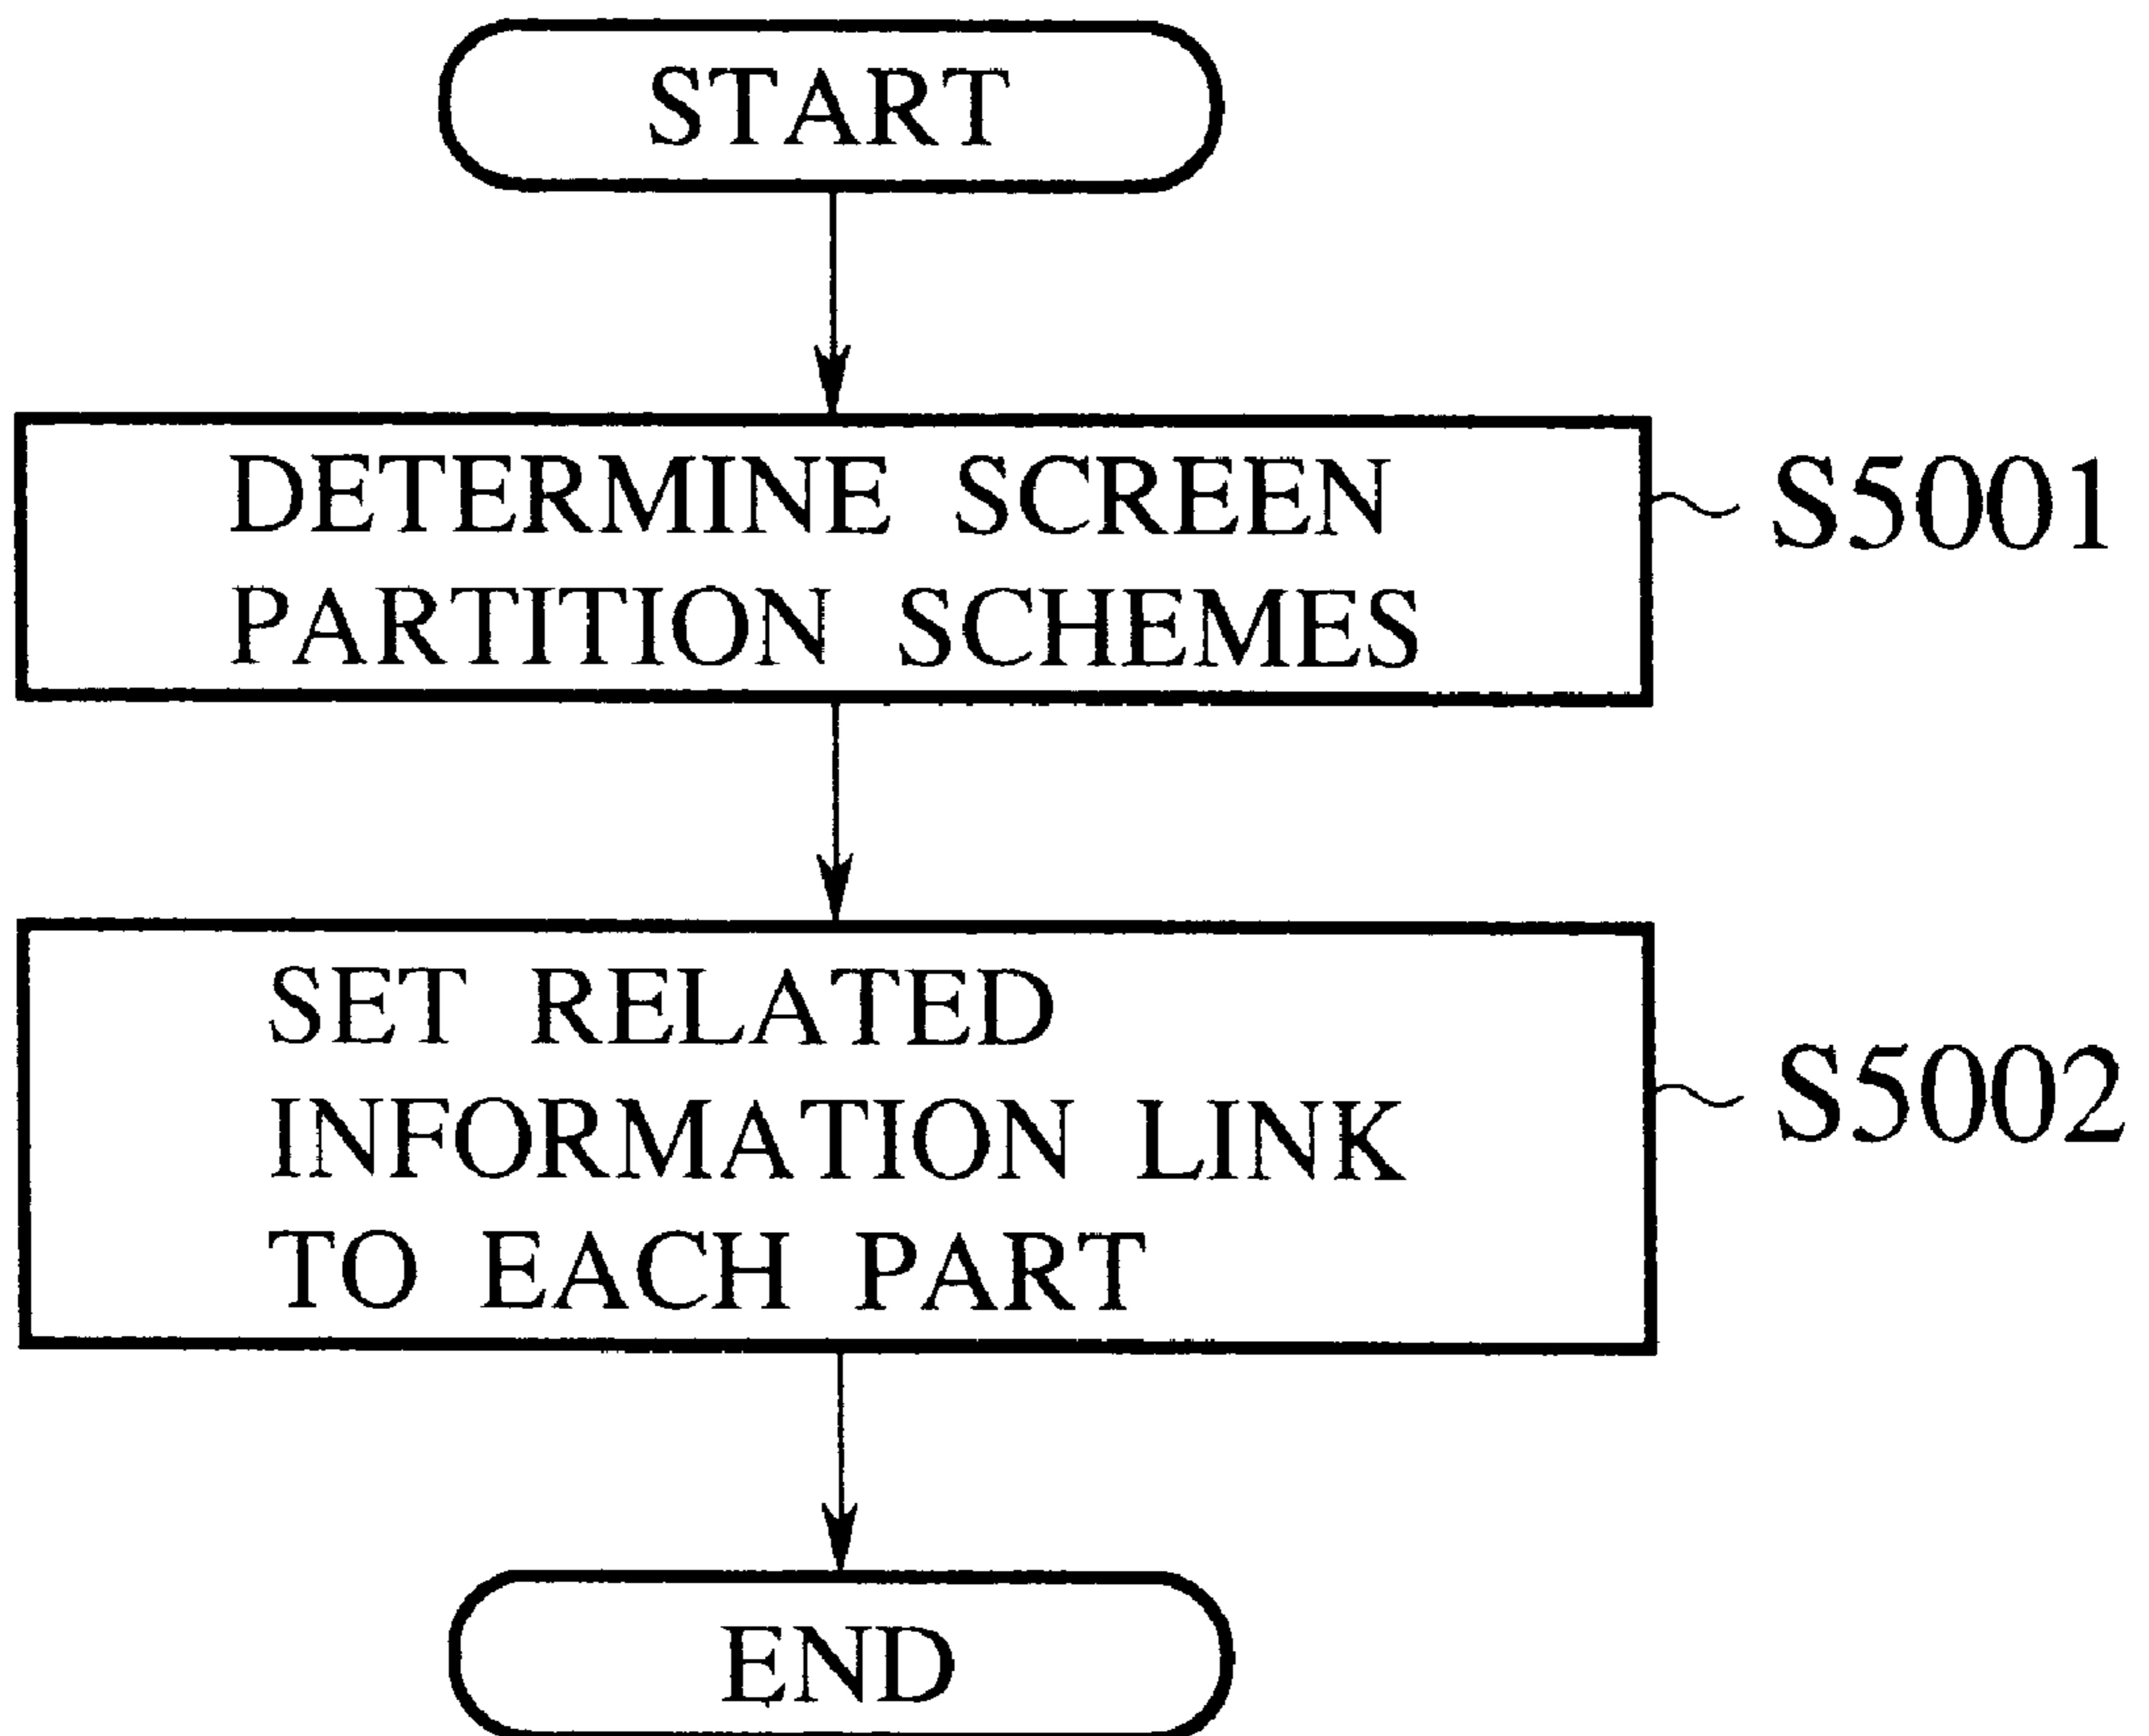 START
DETERMINE SCREEN
PARTITION SCHEMES
S5001
SET RELATED
INFORMATION LINK
TO EACH PART
S5002
END